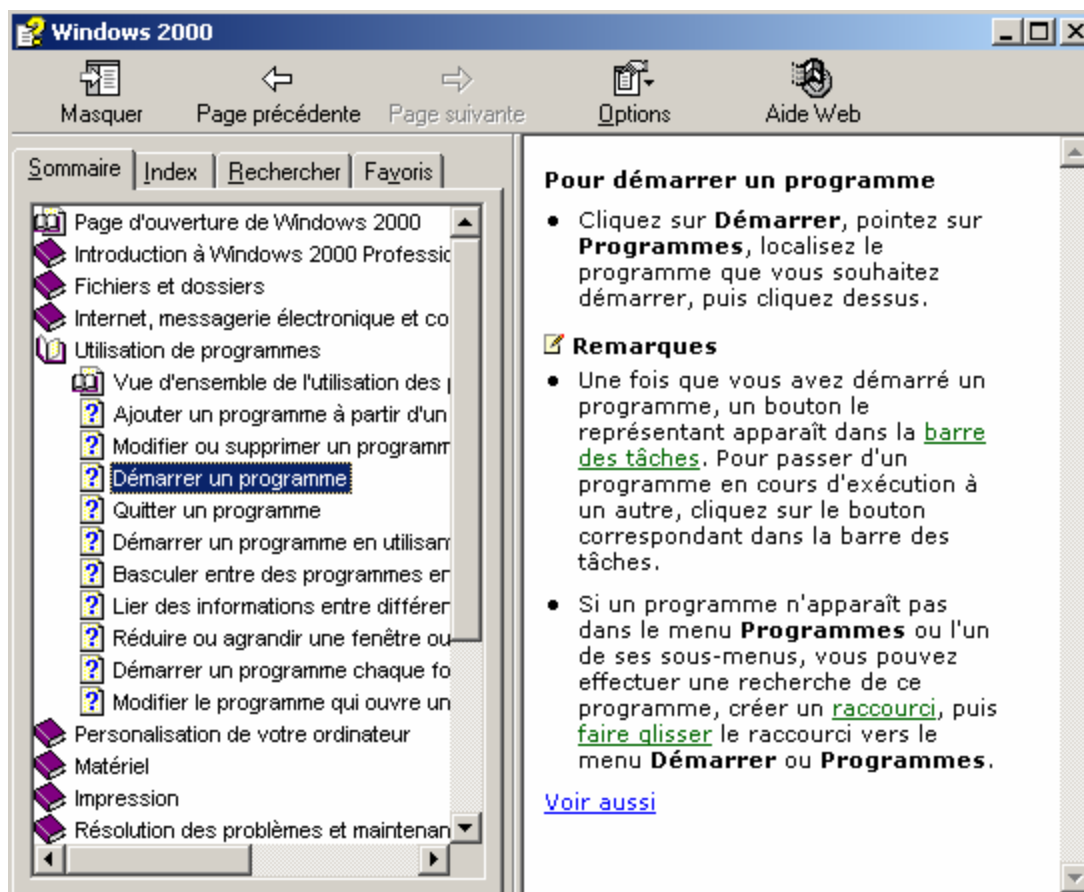 Windows 2000
Masquer Page précédente Page suivante Options Aide Web
Sommaire Index Rechercher Favoris
Page d'ouverture de Windows 2000
Introduction à Windows 2000 Professio
Fichiers et dossiers
Internet, messagerie électronique et co
Utilisation de programmes
Vue d'ensemble de l'utilisation des p
Ajouter un programme à partir d'un
Modifier ou supprimer un programm
Démarrer un programme
Quitter un programme
Démarrer un programme en utilisan
Basculer entre des programmes en
Lier des informations entre différen
Réduire ou agrandir une fenêtre ou
Démarrer un programme chaque fo
Modifier le programme qui ouvre un
Personalisation de votre ordinateur
Matériel
Impression
Résolution des problèmes et maintenan
Pour démarrer un programme
• Cliquez sur Démarrer, pointez sur
Programmes, localisez le
programme que vous souhaitez
démarrer, puis cliquez dessus.
Remarques
• Une fois que vous avez démarré un
programme, un bouton le
représentant apparaît dans la barre
des tâches. Pour passer d'un
programme en cours d'exécution à
un autre, cliquez sur le bouton
correspondant dans la barre des
tâches.
• Si un programme n'apparaît pas
dans le menu Programmes ou l'un
de ses sous-menus, vous pouvez
effectuer une recherche de ce
programme, créer un raccourci, puis
faire glisser le raccourci vers le
menu Démarrer ou Programmes.
Voir aussi